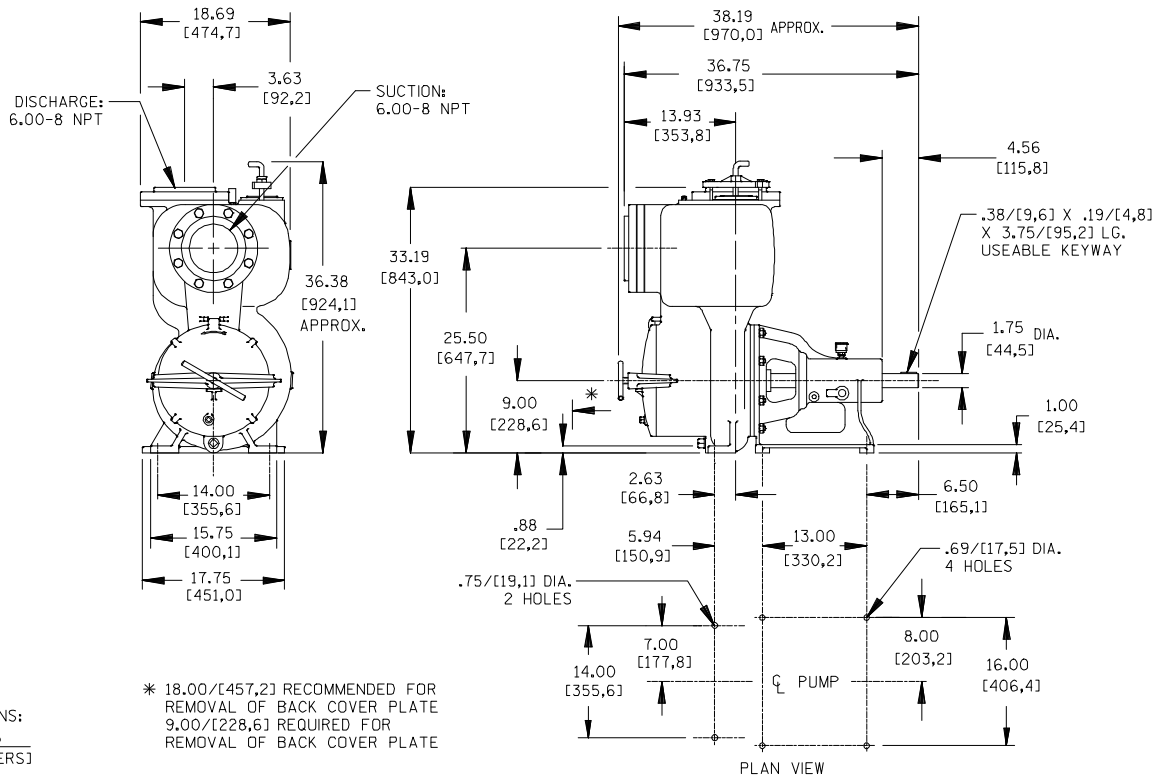 18.69
[474,7]
3.63
[92,2]
DISCHARGE:
6.00-8 NPT
SUCTION:
6.00-8 NPT
36.38
[924,1]
APPROX.
14.00
[355,6]
15.75
[400,1]
17.75
[451,0]
38.19
[970,0] APPROX.
36.75
[933,5]
13.93
[353,8]
4.56
[115,8]
.38/[9,6] X .19/[4,8]
X 3.75/[95,2] LG.
USEABLE KEYWAY
33.19
[843,0]
25.50
[647,7]
1.75 DIA.
[44,5]
9.00
[228,6]
*
1.00
[25,4]
2.63
[66,8]
6.50
[165,1]
.88
[22,2]
5.94
[150,9]
13.00
[330,2]
.69/[17,5] DIA.
4 HOLES
.75/[19,1] DIA.
2 HOLES
7.00
[177,8]
14.00
[355,6]
8.00
[203,2]
16.00
[406,4]
℄ PUMP
PLAN VIEW
* 18.00/[457,2] RECOMMENDED FOR
REMOVAL OF BACK COVER PLATE
9.00/[228,6] REQUIRED FOR
REMOVAL OF BACK COVER PLATE
NS:
ERS]